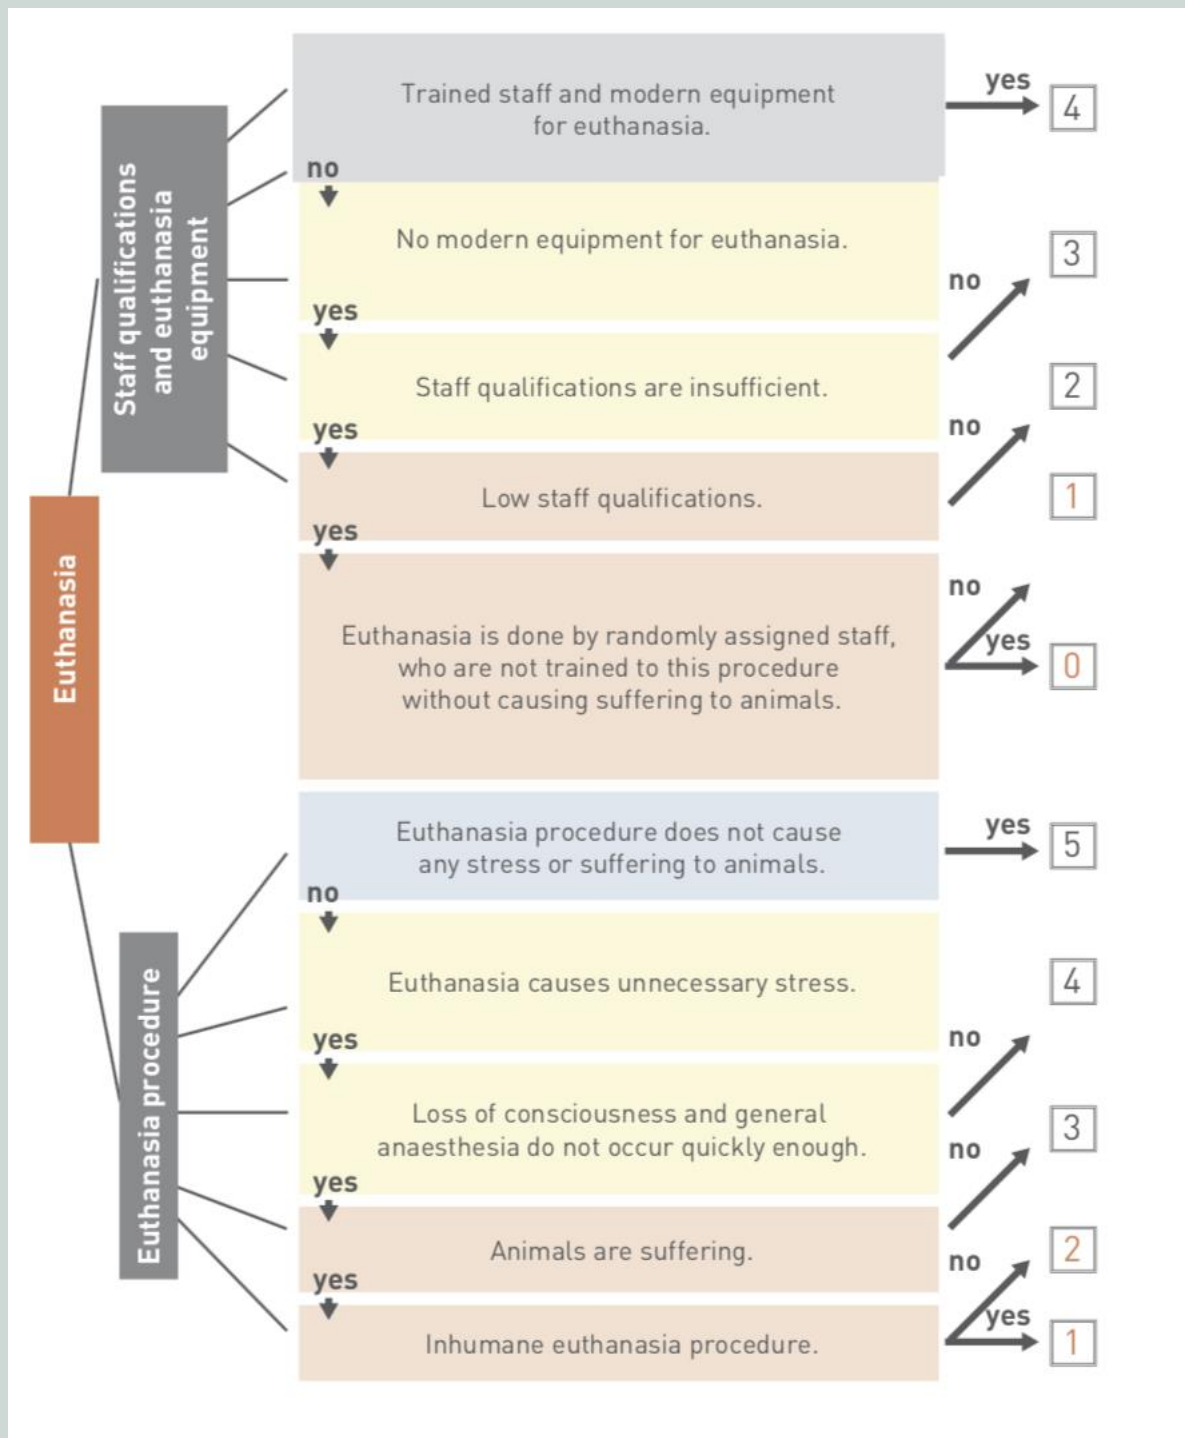 Euthanasia
Staff qualifications
and euthanasia
equipment
Trained staff and modern equipment
for euthanasia.
yes
4
no
No modern equipment for euthanasia.
3
no
yes
Staff qualifications are insufficient.
2
no
yes
Low staff qualifications.
1
yes
no
Euthanasia is done by randomly assigned staff,
who are not trained to this procedure
without causing suffering to animals.
yes
0
Euthanasia procedure
Euthanasia procedure does not cause
any stress or suffering to animals.
yes
5
no
Euthanasia causes unnecessary stress.
4
no
yes
Loss of consciousness and general
anaesthesia do not occur quickly enough.
3
no
yes
Animals are suffering.
2
no
yes
Inhumane euthanasia procedure.
yes
1